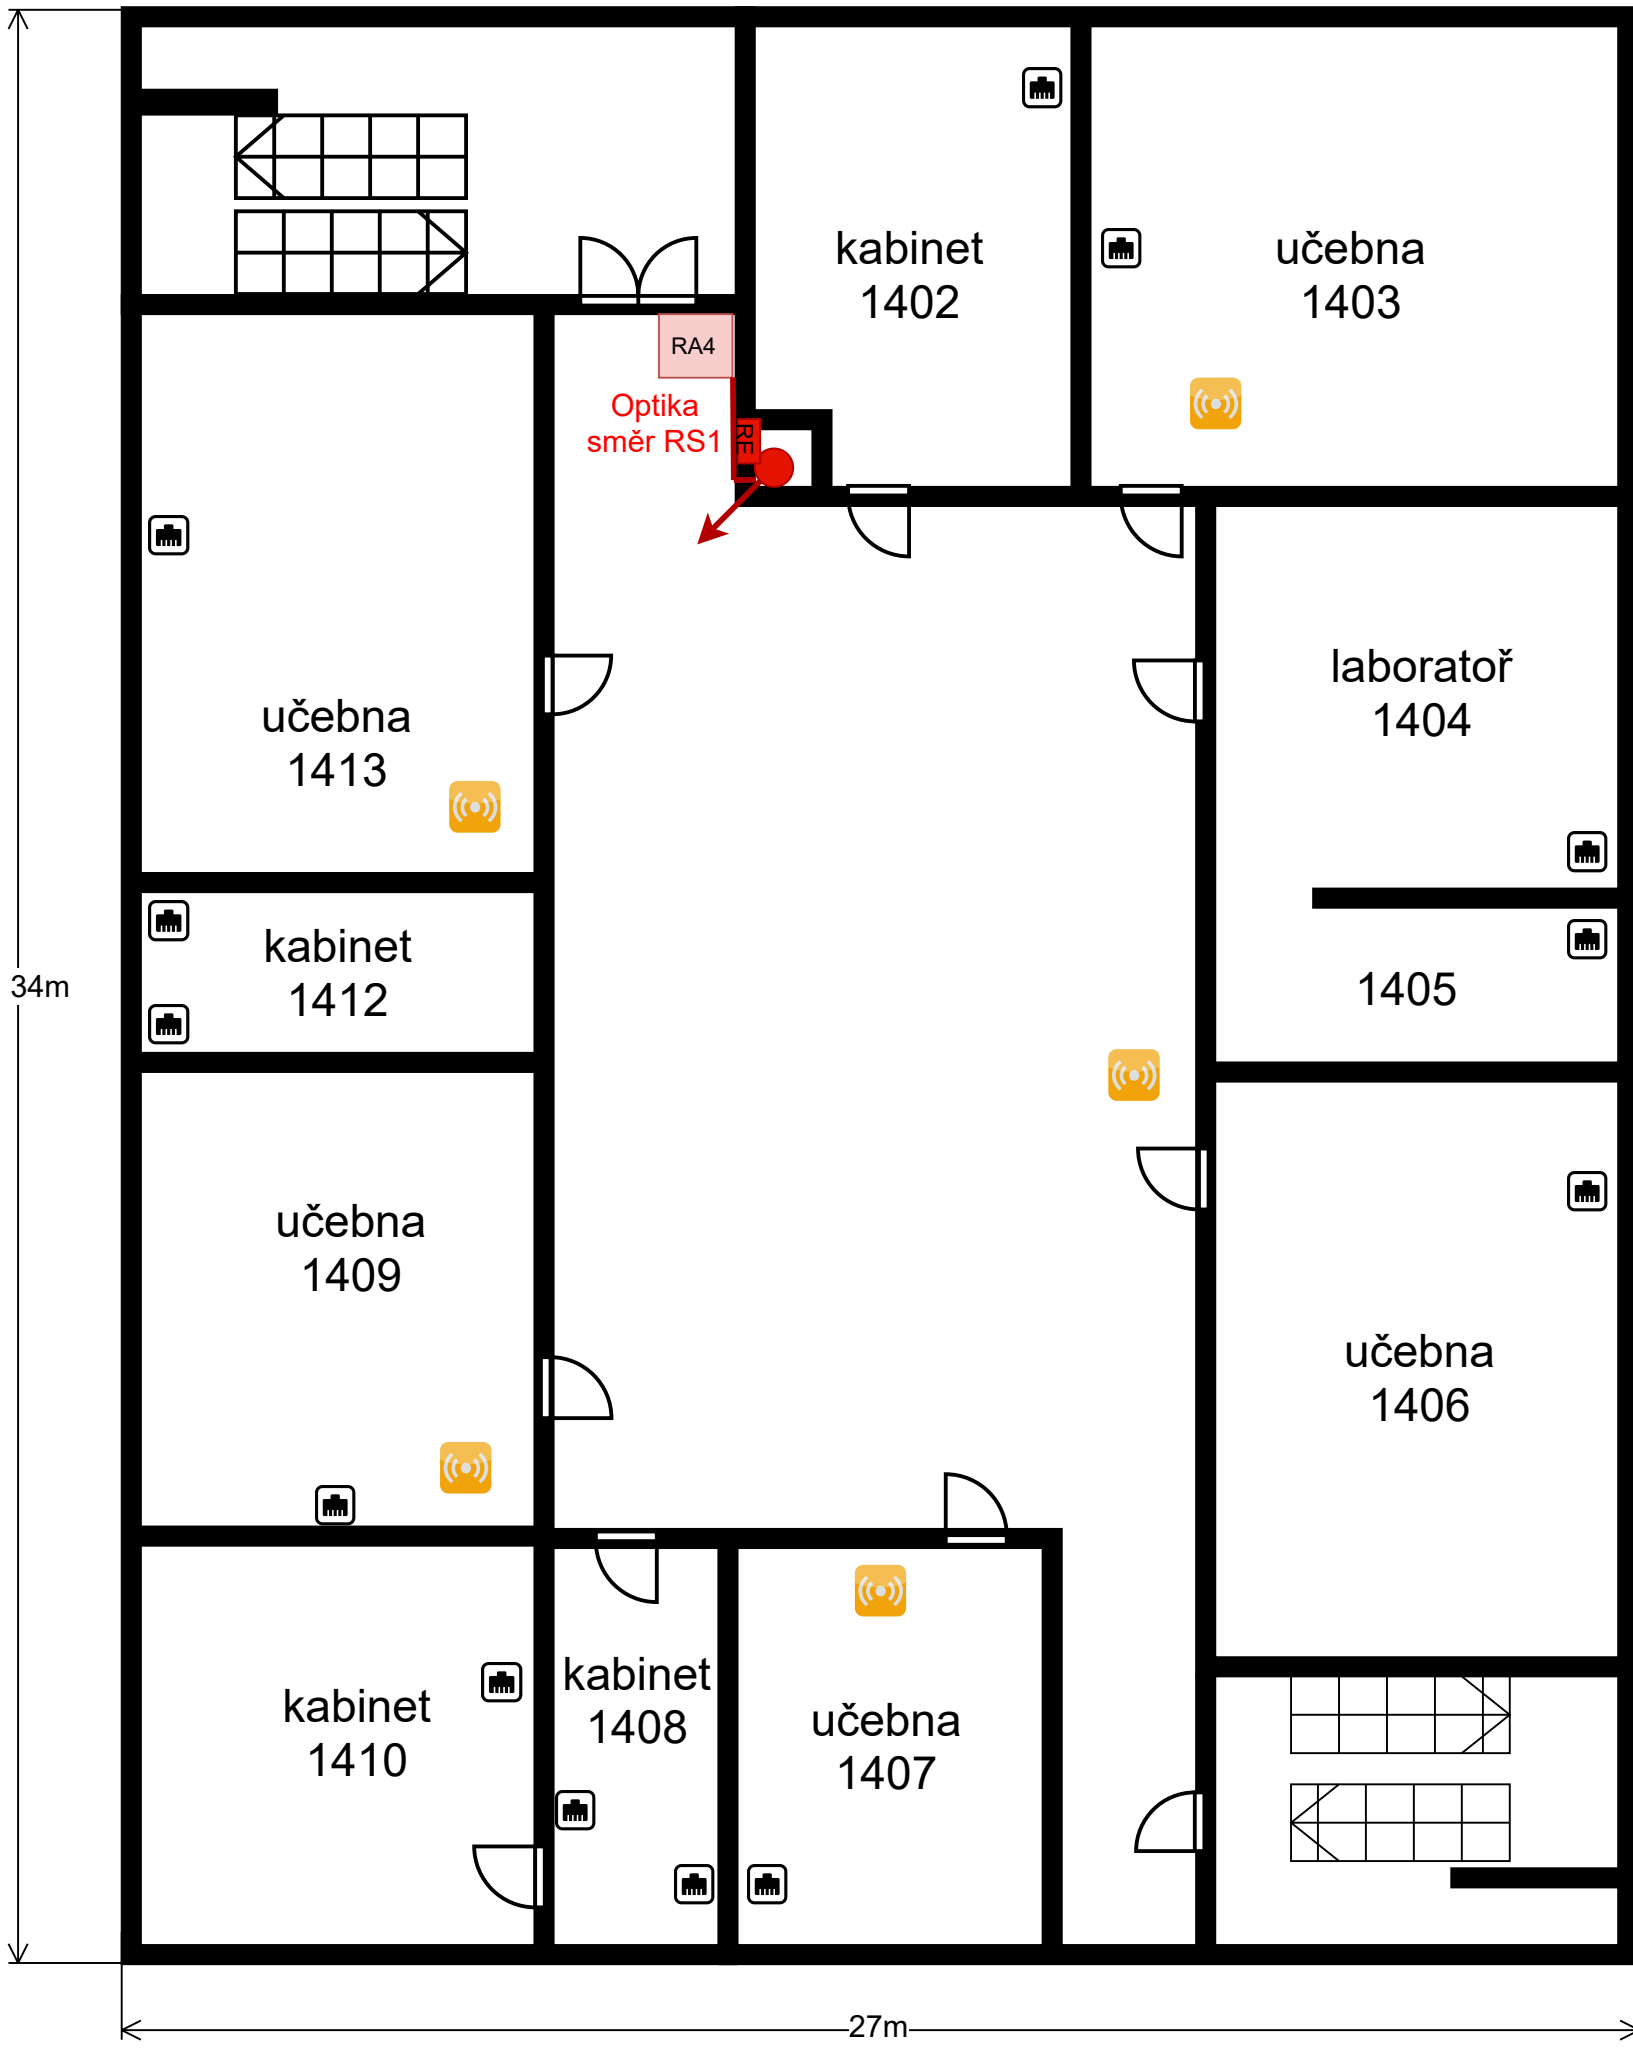 kabinet
1402
učebna
1403
RA4
Optika
směr RS1
RE
laboratoř
1404
učebna
1413
kabinet
1412
34m
1405
učebna
1409
učebna
1406
kabinet
1408
kabinet
1410
učebna
1407
27m